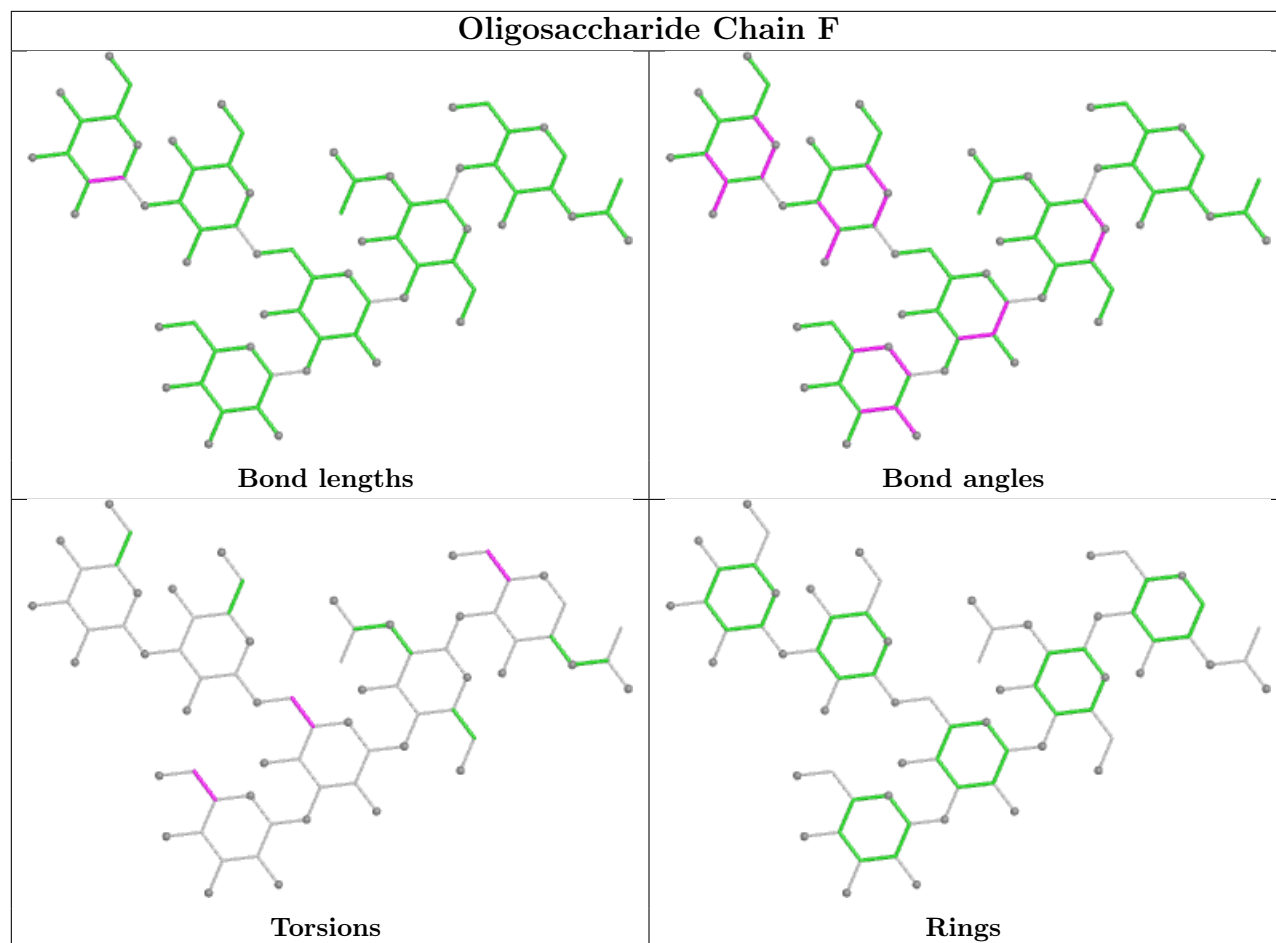 Oligosaccharide Chain F
Bond lengths
Bond angles
Torsions
Rings